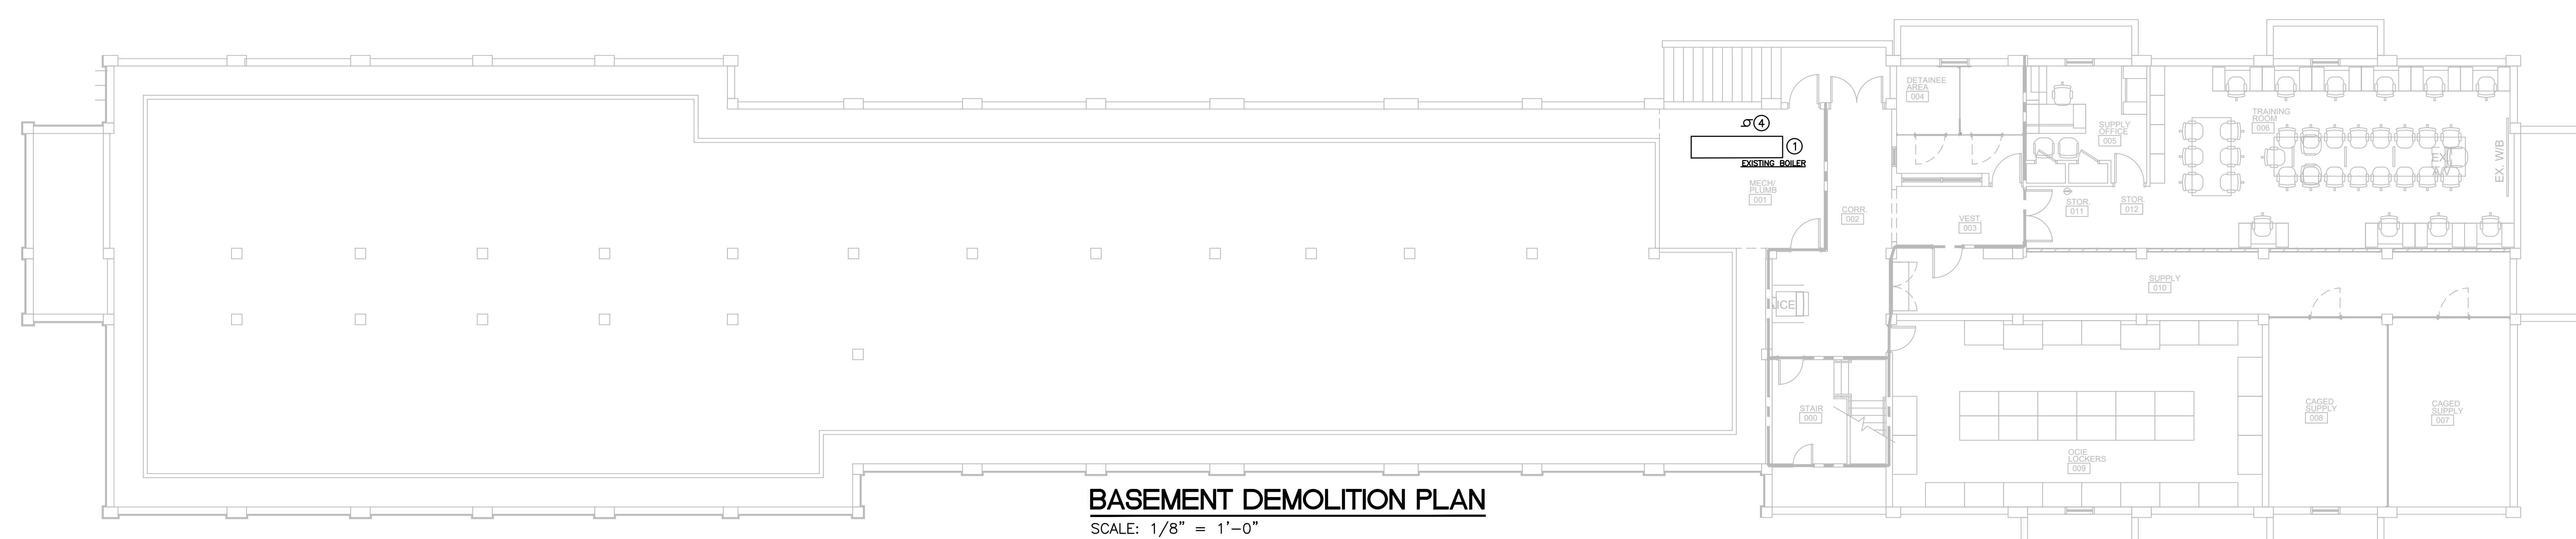 DETAINEE
AREA
004
4
1
EXISTING BOILER
MECH/
PLUMB
001
CORR.
002
VEST.
003
SUPPLY
OFFICE
005
STOR.
011
STOR.
012
TRAINING
ROOM
006
EX.
EX. W/B
SUPPLY
010
ICE
STAIR
000
OCIE
LOCKERS
009
CAGED
SUPPLY
008
CAGED
SUPPLY
007
BASEMENT DEMOLITION PLAN
SCALE: 1/8" = 1'-0"